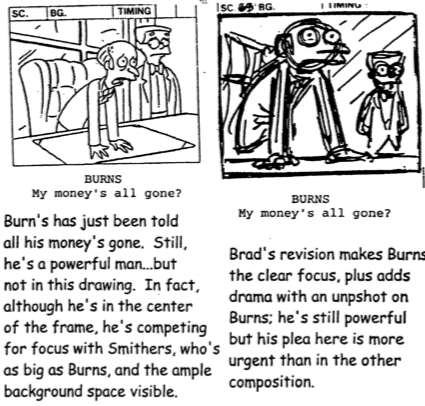 SC.
BG.
TIMING
BURNS
My money's all gone?
Burn's has just been told
all his money's gone. Still,
he's a powerful man...but
not in this drawing. In fact,
although he's in the center
of the frame, he's competing
for focus with Smithers, who's
as big as Burns, and the ample
background space visible.
SC.
BG.
TIMING
BURNS
My money's all gone?
Brad's revision makes Burns
the clear focus, plus adds
drama with an unpshot on
Burns; he's still powerful
but his plea here is more
urgent than in the other
composition.